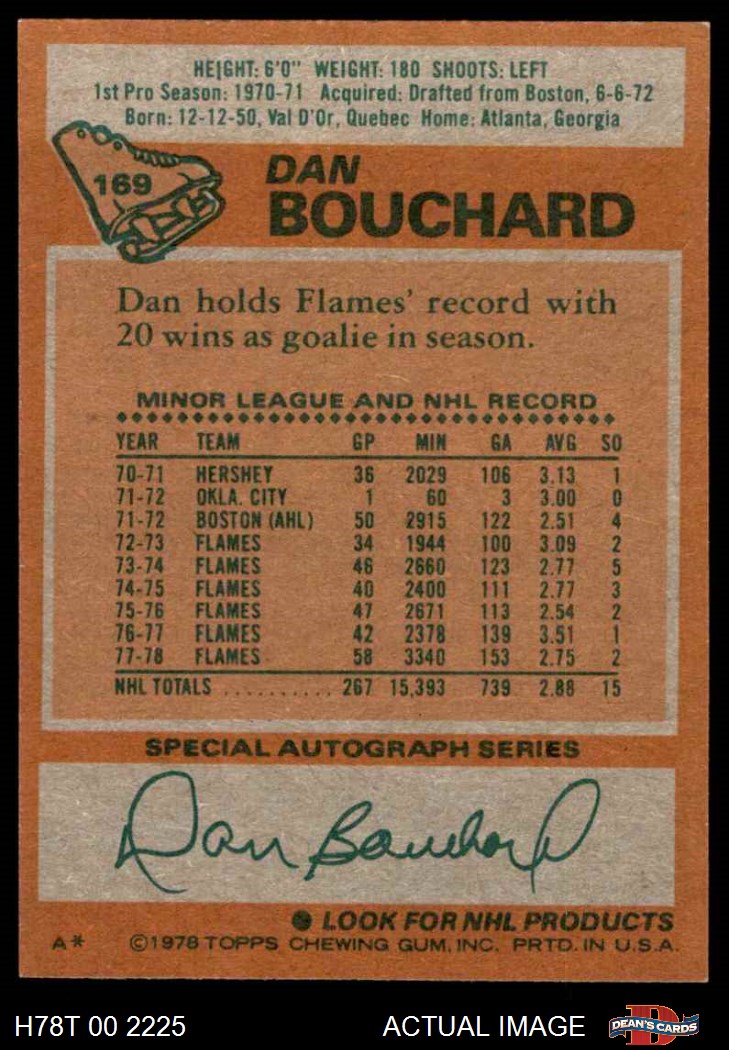 HEIGHT: 6'0" WEIGHT: 180 SHOOTS: LEFT
1st Pro Season: 1970-71 Acquired: Drafted from Boston, 6-6-72
Born: 12-12-50, Val D'Or, Quebec Home: Atlanta, Georgia
169
DAN
BOUCHARD
Dan holds Flames' record with
20 wins as goalie in season.
MINOR LEAGUE AND NHL RECORD
YEAR TEAM GP MIN GA AVG SO
70-71 HERSHEY 36 2029 106 3.13 1
71-72 OKLA. CITY 1 60 3 3.00 0
71-72 BOSTON (AHL) 50 2915 122 2.51 4
72-73 FLAMES 34 1944 100 3.09 2
73-74 FLAMES 46 2660 123 2.77 5
74-75 FLAMES 40 2400 111 2.77 3
75-76 FLAMES 47 2671 113 2.54 2
76-77 FLAMES 42 2378 139 3.51 1
77-78 FLAMES 58 3340 153 2.75 2
NHL TOTALS .......... 267 15,393 739 2.88 15
SPECIAL AUTOGRAPH SERIES
Dan Bouchard
● LOOK FOR NHL PRODUCTS
A* ©1978 TOPPS CHEWING GUM, INC. PRTD. IN U.S.A.
H78T 00 2225 ACTUAL IMAGE DEAN'S CARDS